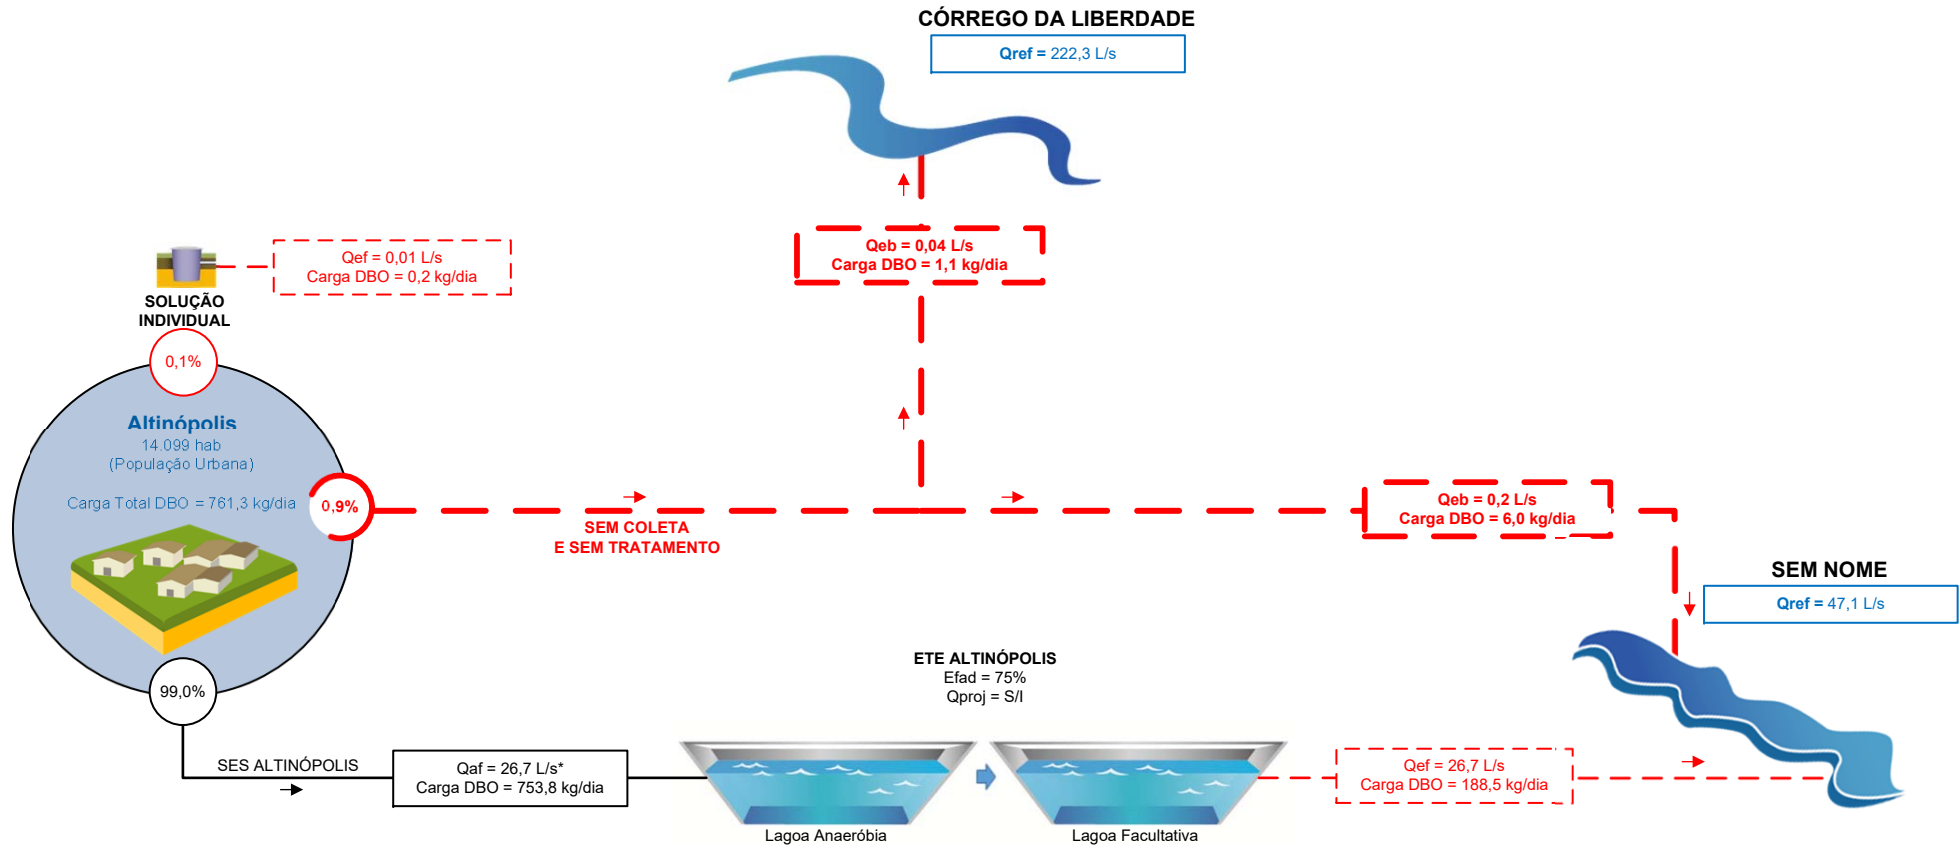 CÓRREGO DA LIBERDADE
Qref = 222,3 L/s
Qeb = 0,04 L/s
Carga DBO = 1,1 kg/dia
Qef = 0,01 L/s
Carga DBO = 0,2 kg/dia
SOLUÇÃO
INDIVIDUAL
0,1%
Altinópolis
14.099 hab
(População Urbana)
Carga Total DBO = 761,3 kg/dia
0,9%
SEM COLETA
E SEM TRATAMENTO
Qeb = 0,2 L/s
Carga DBO = 6,0 kg/dia
SEM NOME
Qref = 47,1 L/s
99,0%
SES ALTINÓPOLIS
Qaf = 26,7 L/s*
Carga DBO = 753,8 kg/dia
ETE ALTINÓPOLIS
Efad = 75%
Qproj = S/I
Lagoa Anaeróbia
Lagoa Facultativa
Qef = 26,7 L/s
Carga DBO = 188,5 kg/dia